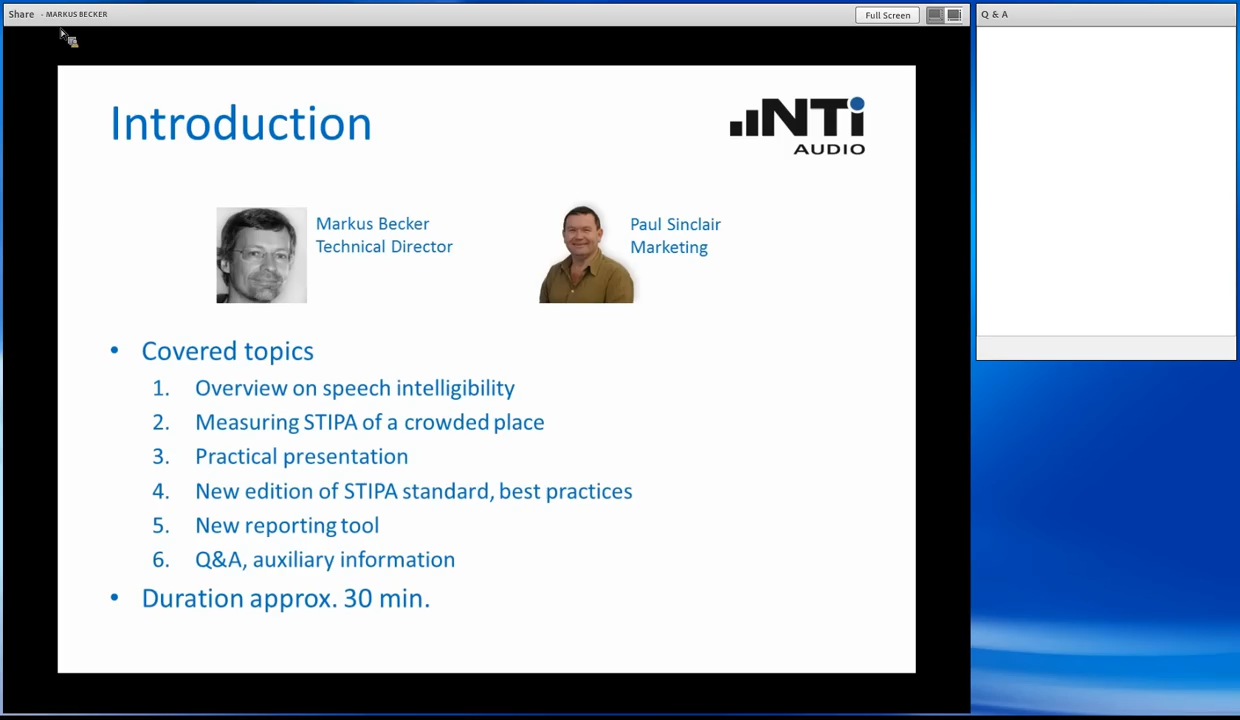 Share - MARKUS BECKER
Full Screen
Q & A
Introduction
NTi
AUDIO
Markus Becker
Technical Director
Paul Sinclair
Marketing
• Covered topics
1. Overview on speech intelligibility
2. Measuring STIPA of a crowded place
3. Practical presentation
4. New edition of STIPA standard, best practices
5. New reporting tool
6. Q&A, auxiliary information
• Duration approx. 30 min.